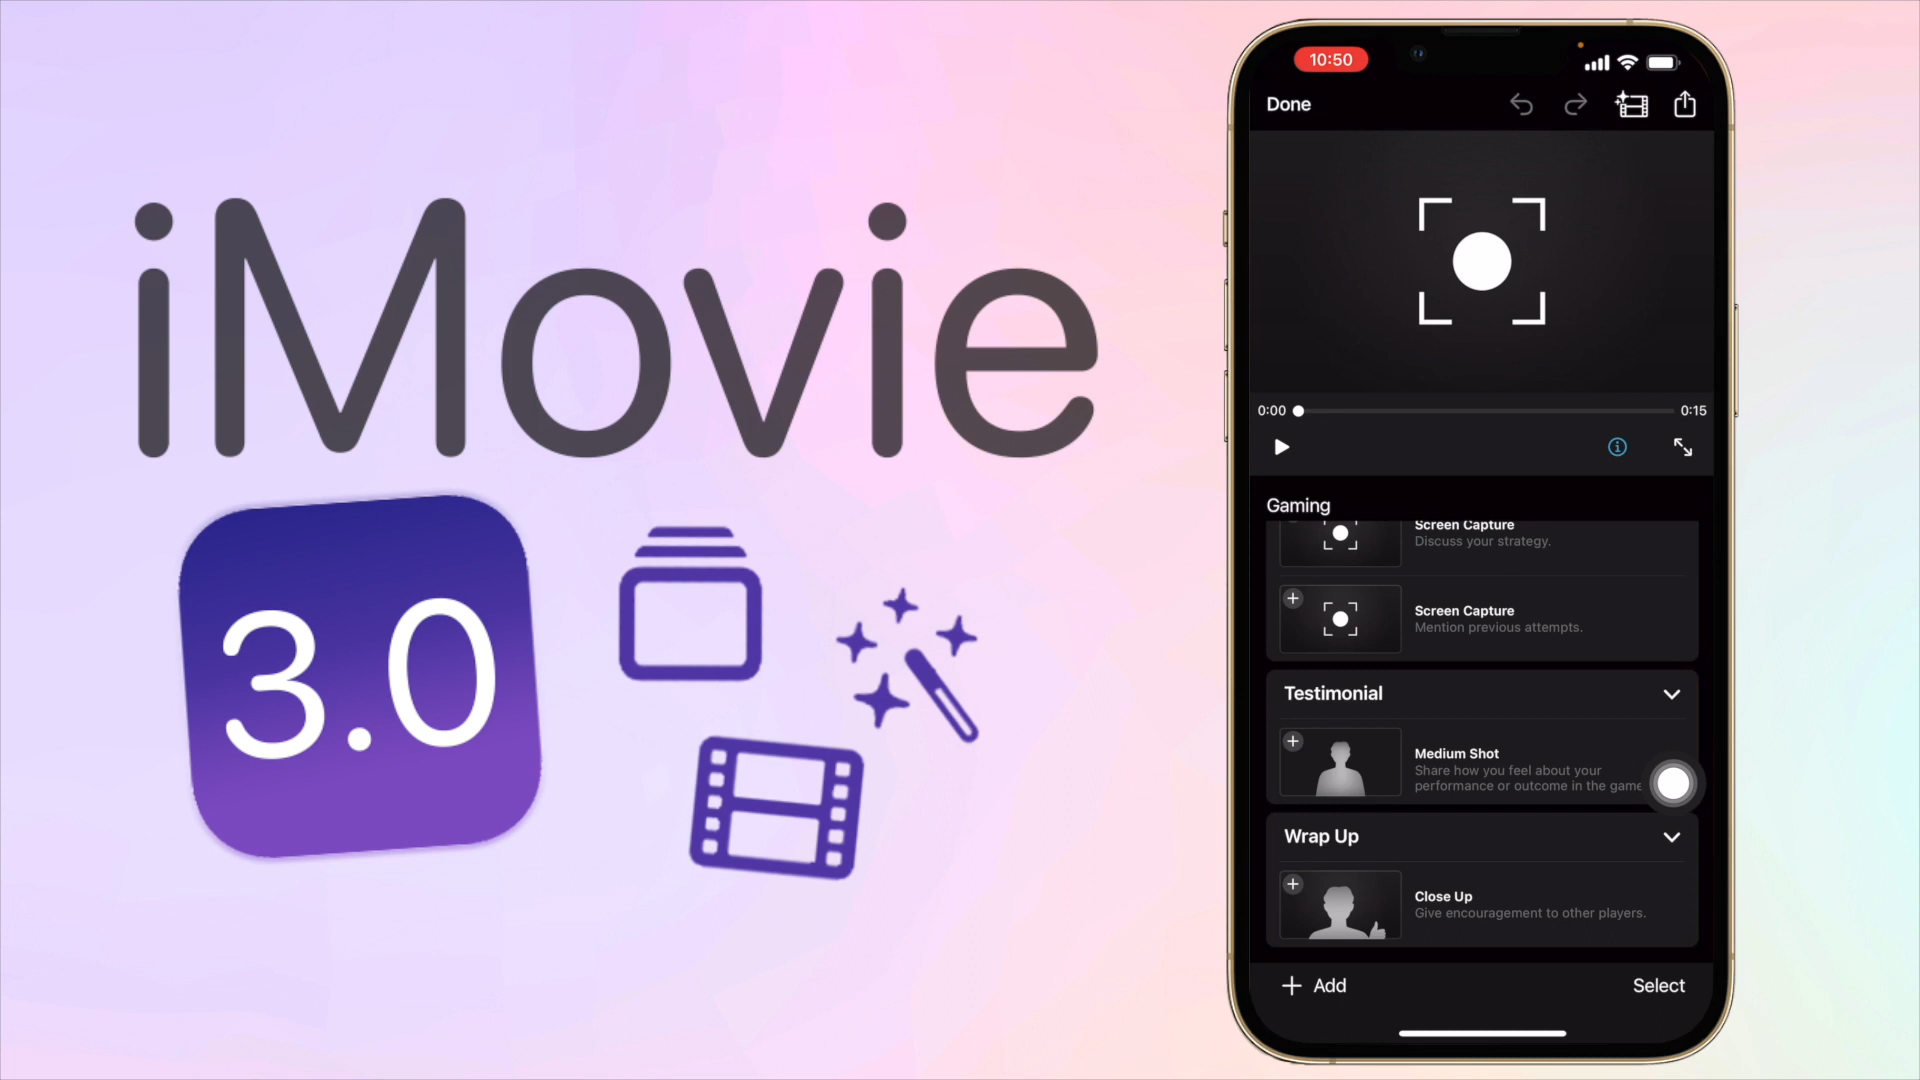 iMovie
3.0
10:50
Done
0:00
0:15
Gaming
Screen Capture
Discuss your strategy.
Screen Capture
Mention previous attempts.
Testimonial
Medium Shot
Share how you feel about your
performance or outcome in the game
Wrap Up
Close Up
Give encouragement to other players.
Add
Select